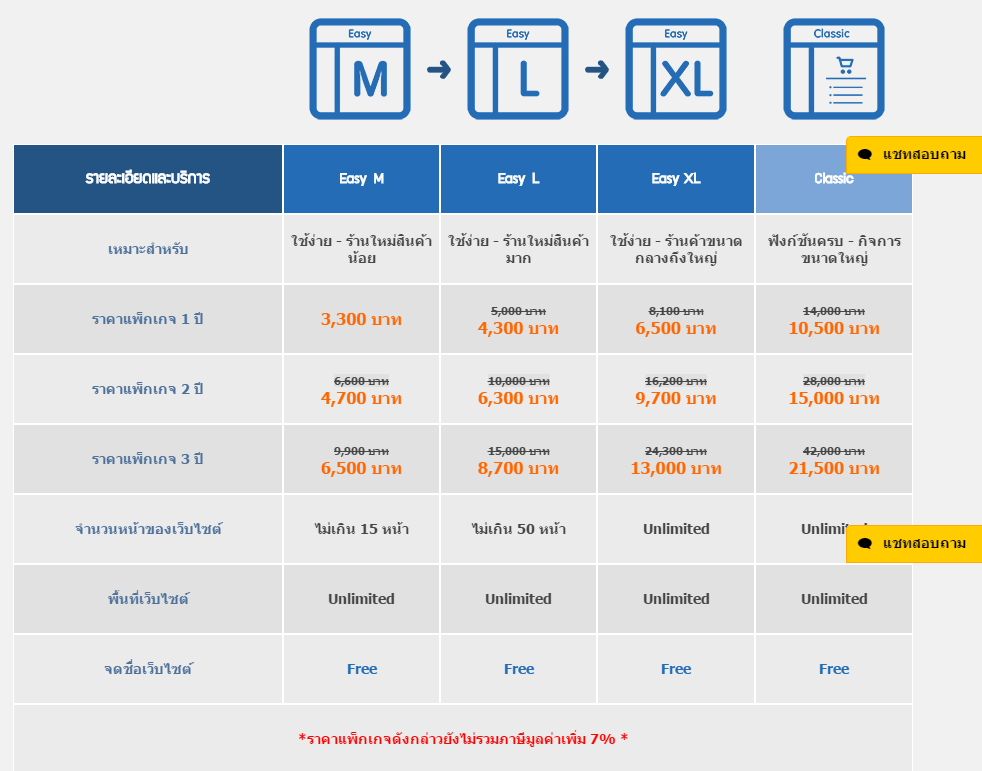 Easy Easy Easy Classic
M L XL
รายละเอียดและบริการ Easy M Easy L Easy XL Classic
แชทสอบถาม
เหมาะสำหรับ ใช้ง่าย - ร้านใหม่สินค้า ใช้ง่าย - ร้านใหม่สินค้า ใช้ง่าย - ร้านค้าขนาด ฟังก์ชันครบ - กิจการ
น้อย มาก กลางถึงใหญ่ ขนาดใหญ่
5,000 บาท 8,100 บาท 14,000 บาท
ราคาแพ็กเกจ 1 ปี 3,300 บาท 4,300 บาท 6,500 บาท 10,500 บาท
6,600 บาท 10,000 บาท 16,200 บาท 28,000 บาท
ราคาแพ็กเกจ 2 ปี 4,700 บาท 6,300 บาท 9,700 บาท 15,000 บาท
9,900 บาท 15,000 บาท 24,300 บาท 42,000 บาท
ราคาแพ็กเกจ 3 ปี 6,500 บาท 8,700 บาท 13,000 บาท 21,500 บาท
จำนวนหน้าของเว็บไซต์ ไม่เกิน 15 หน้า ไม่เกิน 50 หน้า Unlimited Unlimited
แชทสอบถาม
พื้นที่เว็บไซต์ Unlimited Unlimited Unlimited Unlimited
จดชื่อเว็บไซต์ Free Free Free Free
*ราคาแพ็กเกจดังกล่าวยังไม่รวมภาษีมูลค่าเพิ่ม 7% *